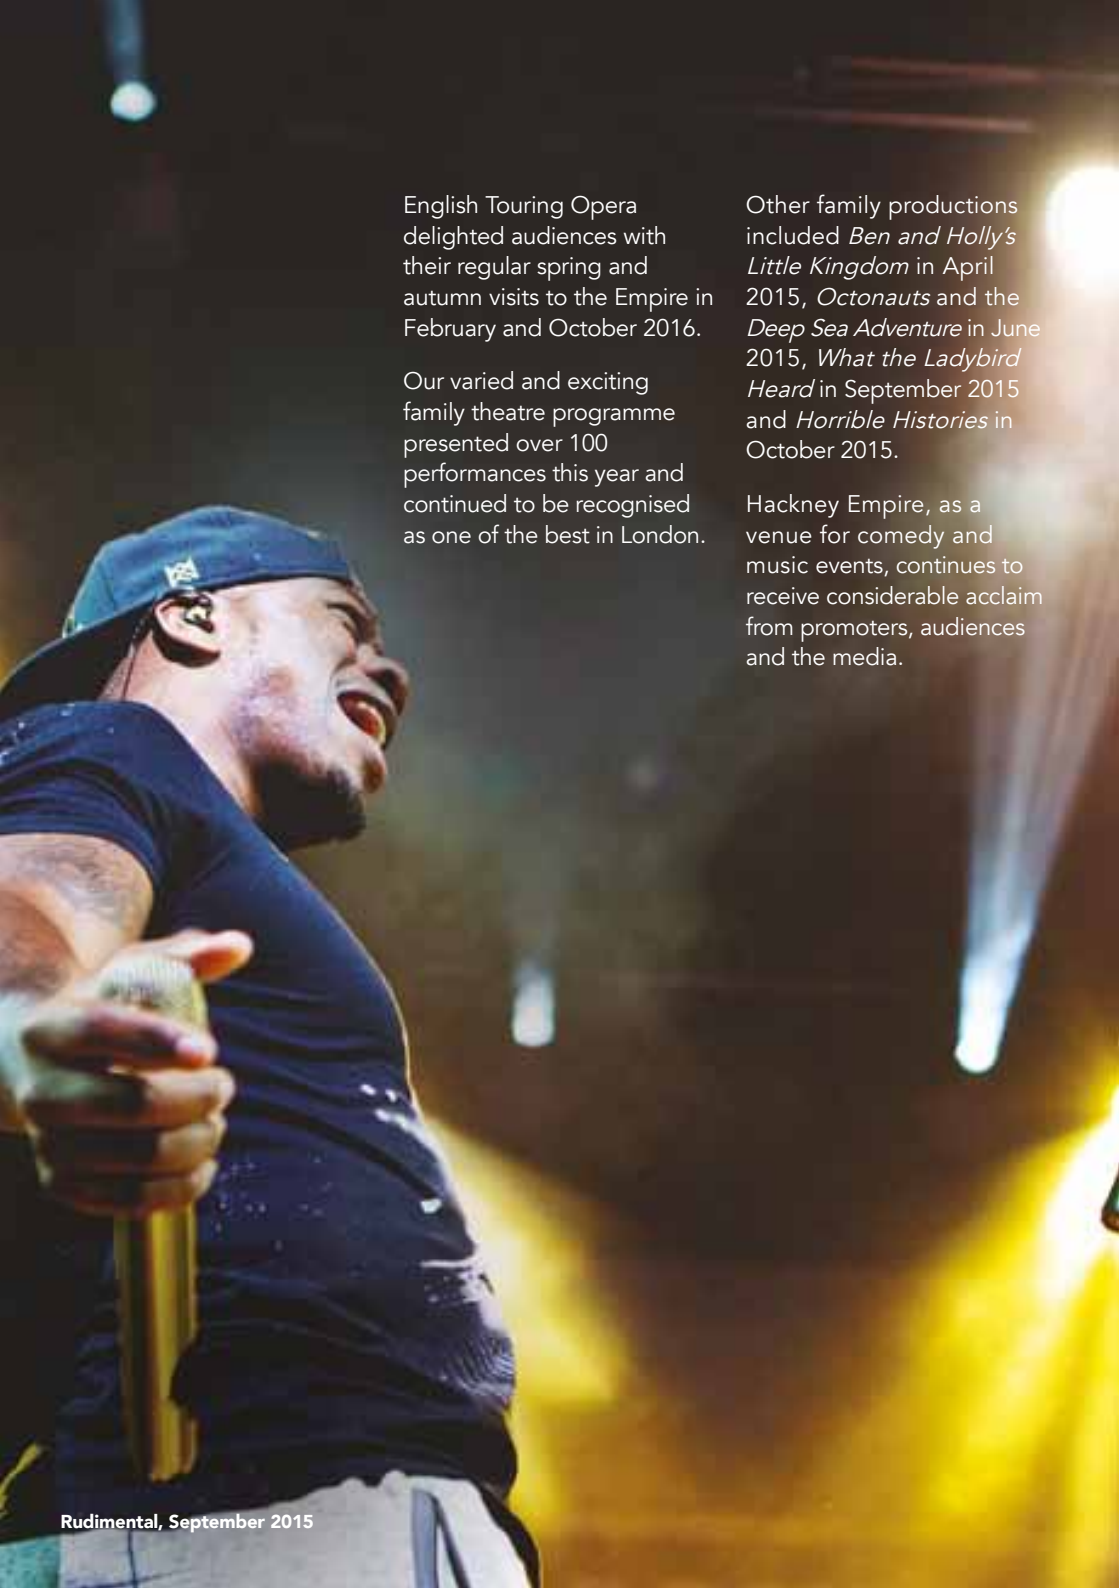 English Touring Opera
delighted audiences with
their regular spring and
autumn visits to the Empire in
February and October 2016.
Our varied and exciting
family theatre programme
presented over 100
performances this year and
continued to be recognised
as one of the best in London.
Other family productions
included Ben and Holly's
Little Kingdom in April
2015, Octonauts and the
Deep Sea Adventure in June
2015, What the Ladybird
Heard in September 2015
and Horrible Histories in
October 2015.
Hackney Empire, as a
venue for comedy and
music events, continues to
receive considerable acclaim
from promoters, audiences
and the media.
Rudimental, September 2015